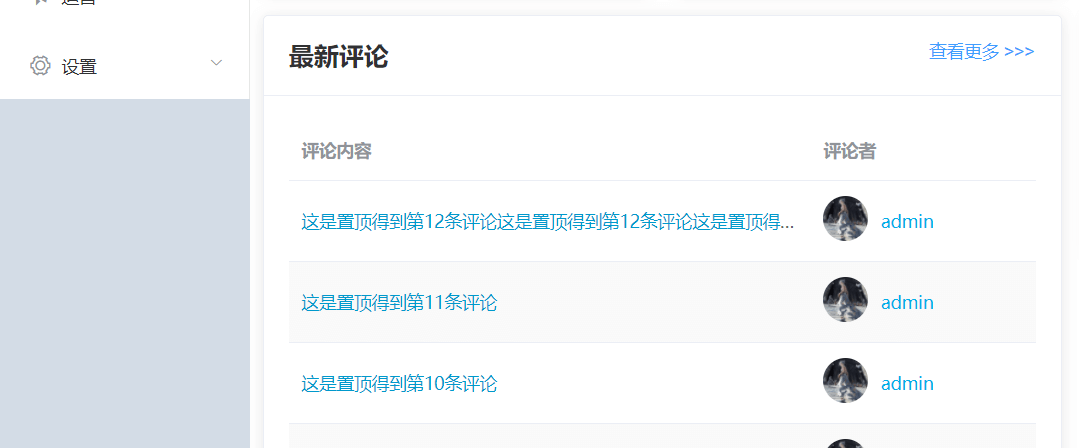 设置
最新评论
查看更多 >>>
评论内容
评论者
这是置顶得到第12条评论这是置顶得到第12条评论这是置顶得...
admin
这是置顶得到第11条评论
admin
这是置顶得到第10条评论
admin